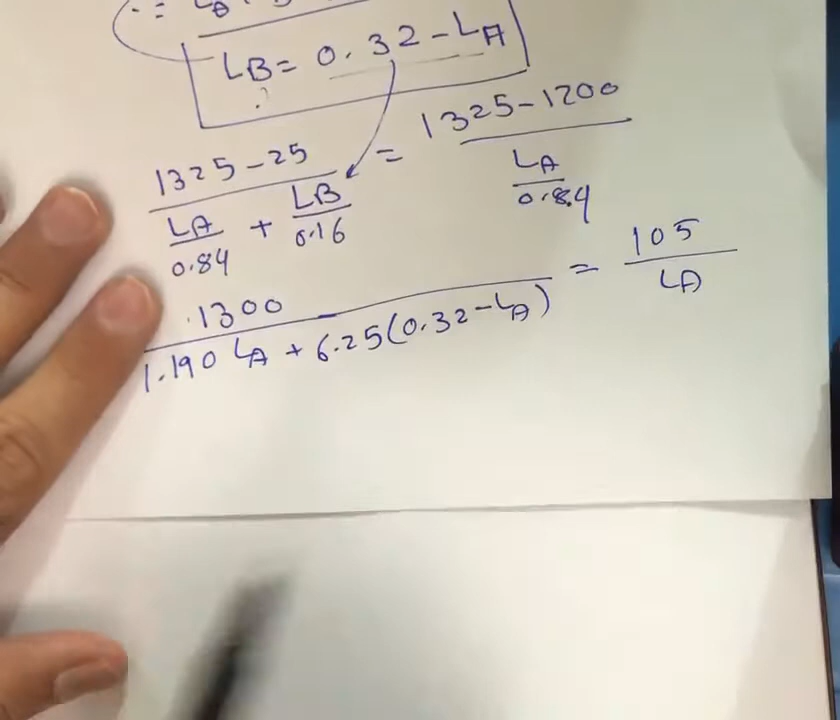 LB = 0.32 - LA
1325 - 25 / (LA / 0.84 + LB / 0.16) = 1325 - 1200 / (LA / 0.84)
1300 / (1.190 LA + 6.25(0.32 - LA)) = 105 / LA